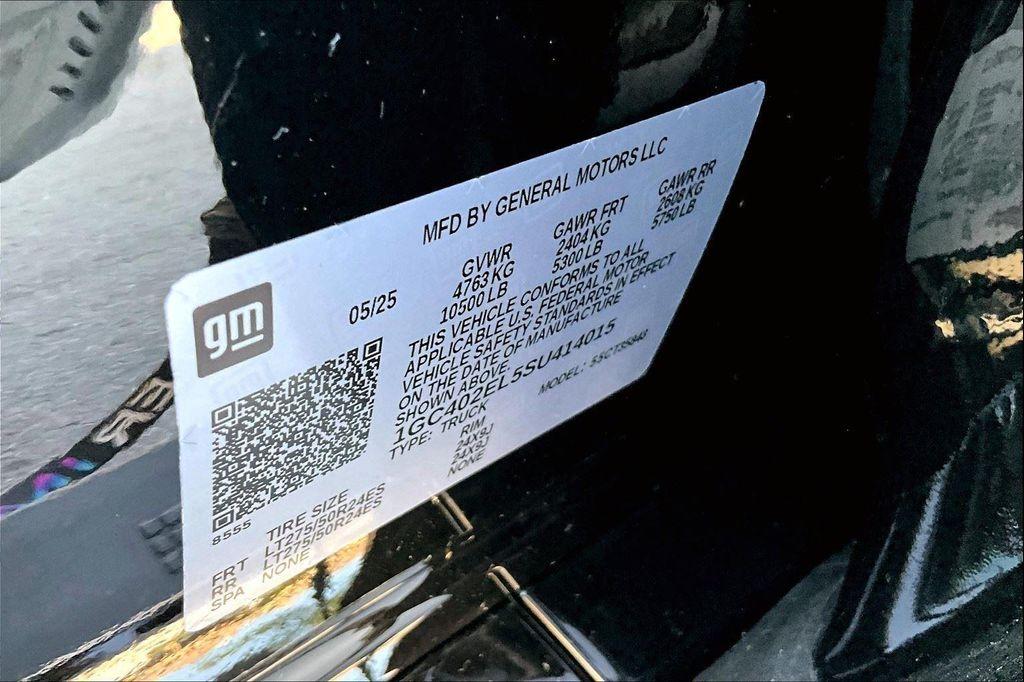 MFD BY GENERAL MOTORS LLC
gm
05/25
GVWR GAWR FRT GAWR RR
4763 KG 2404 KG 2608 KG
10500 LB 5300 LB 5750 LB
THIS VEHICLE CONFORMS TO ALL
APPLICABLE U.S. FEDERAL MOTOR
VEHICLE SAFETY STANDARDS IN EFFECT
ON THE DATE OF MANUFACTURE
SHOWN ABOVE.
1GC402EL5SU414015
TYPE: TRUCK MODEL:
8555
TIRE SIZE RIM
FRT LT275/50R24ES 24X9J
RR LT275/50R24ES 24X9J
SPA NONE NONE